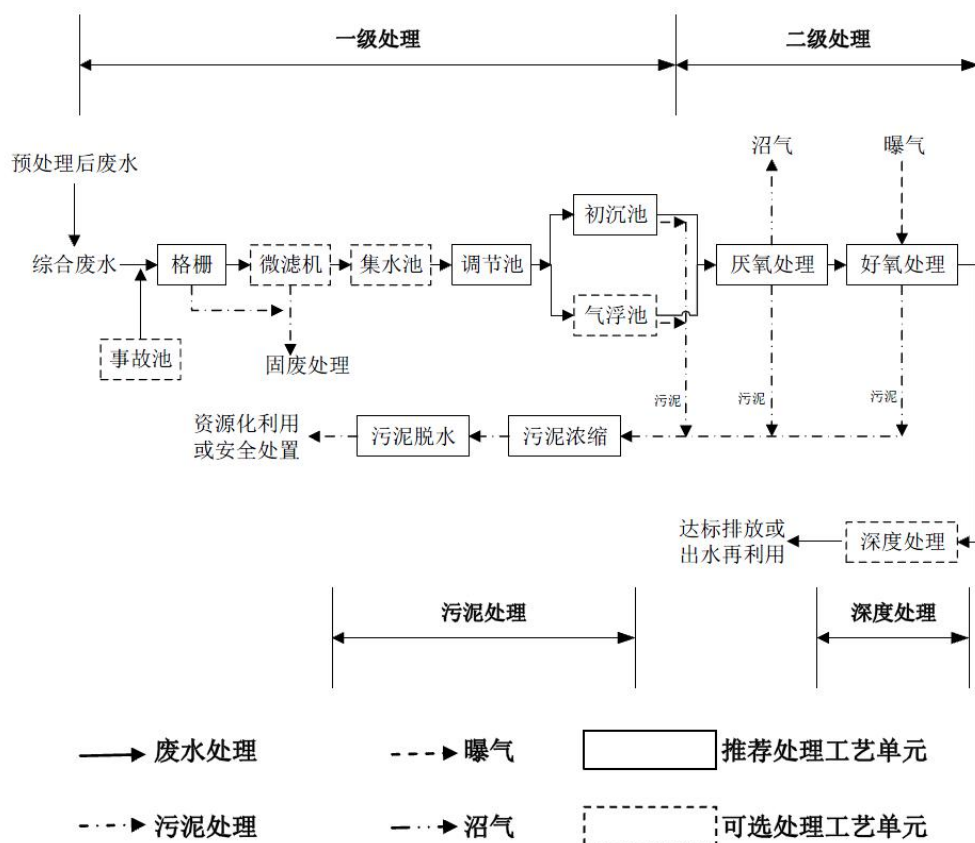 一级处理
二级处理
预处理后废水
沼气
曝气
初沉池
综合废水
格栅
微滤机
集水池
调节池
厌氧处理
好氧处理
气浮池
事故池
固废处理
污泥
污泥
污泥
资源化利用
或安全处置
污泥脱水
污泥浓缩
达标排放或
出水再利用
深度处理
污泥处理
深度处理
废水处理
曝气
推荐处理工艺单元
污泥处理
沼气
可选处理工艺单元